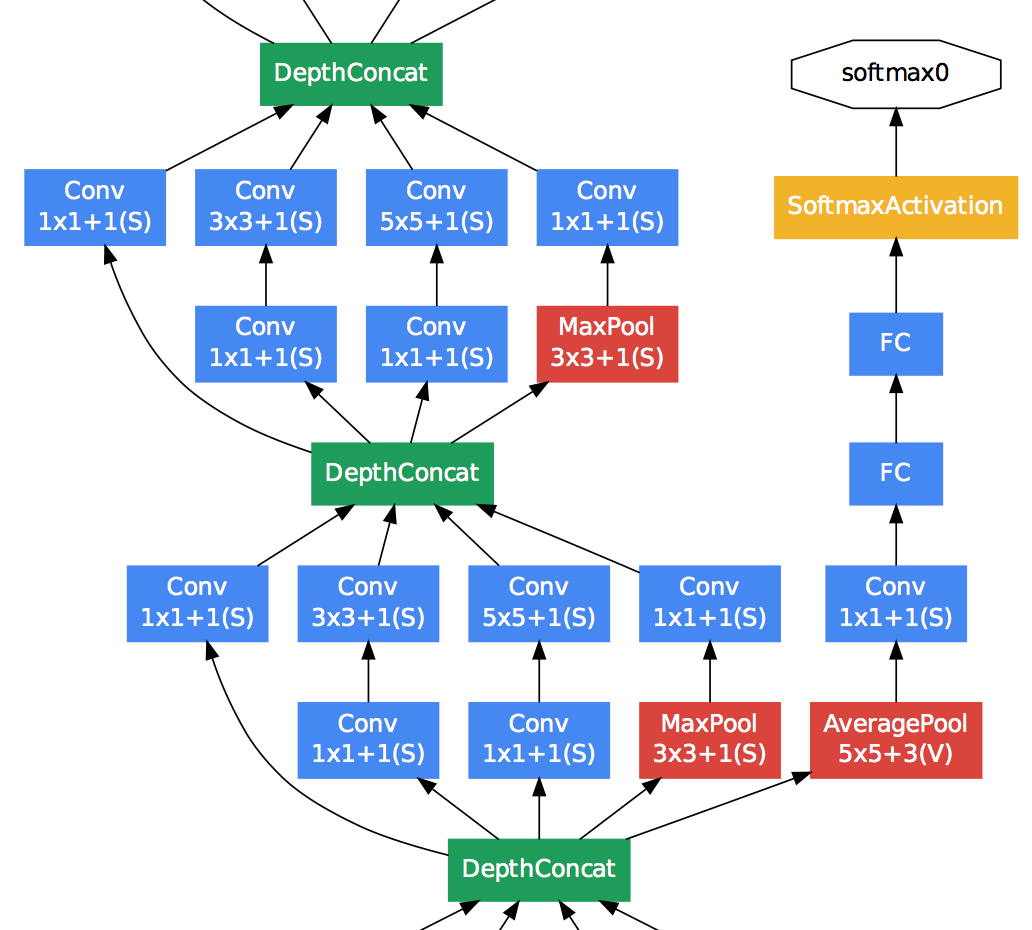 DepthConcat
softmax0
Conv
1x1+1(S)
Conv
3x3+1(S)
Conv
5x5+1(S)
Conv
1x1+1(S)
SoftmaxActivation
Conv
1x1+1(S)
Conv
1x1+1(S)
MaxPool
3x3+1(S)
FC
DepthConcat
FC
Conv
1x1+1(S)
Conv
3x3+1(S)
Conv
5x5+1(S)
Conv
1x1+1(S)
Conv
1x1+1(S)
Conv
1x1+1(S)
Conv
1x1+1(S)
MaxPool
3x3+1(S)
AveragePool
5x5+3(V)
DepthConcat